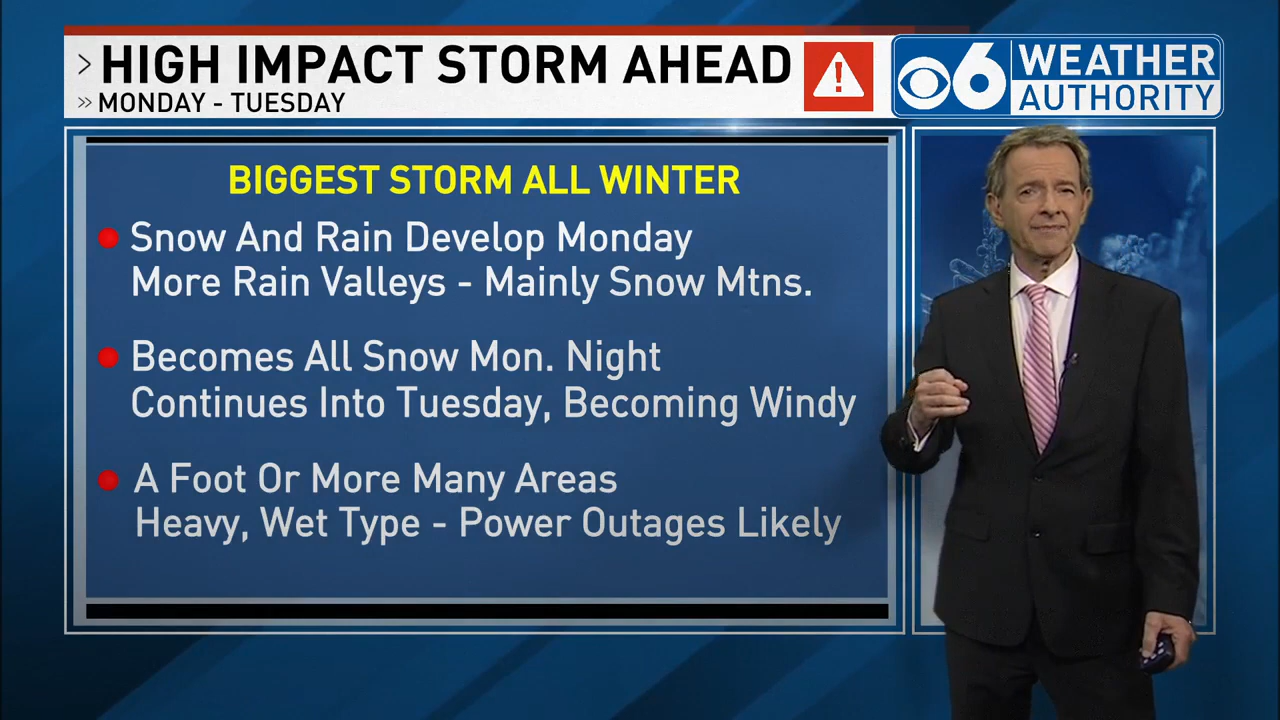 > HIGH IMPACT STORM AHEAD
» MONDAY - TUESDAY
!
6 WEATHER AUTHORITY
BIGGEST STORM ALL WINTER
Snow And Rain Develop Monday
More Rain Valleys - Mainly Snow Mtns.
Becomes All Snow Mon. Night
Continues Into Tuesday, Becoming Windy
A Foot Or More Many Areas
Heavy, Wet Type - Power Outages Likely